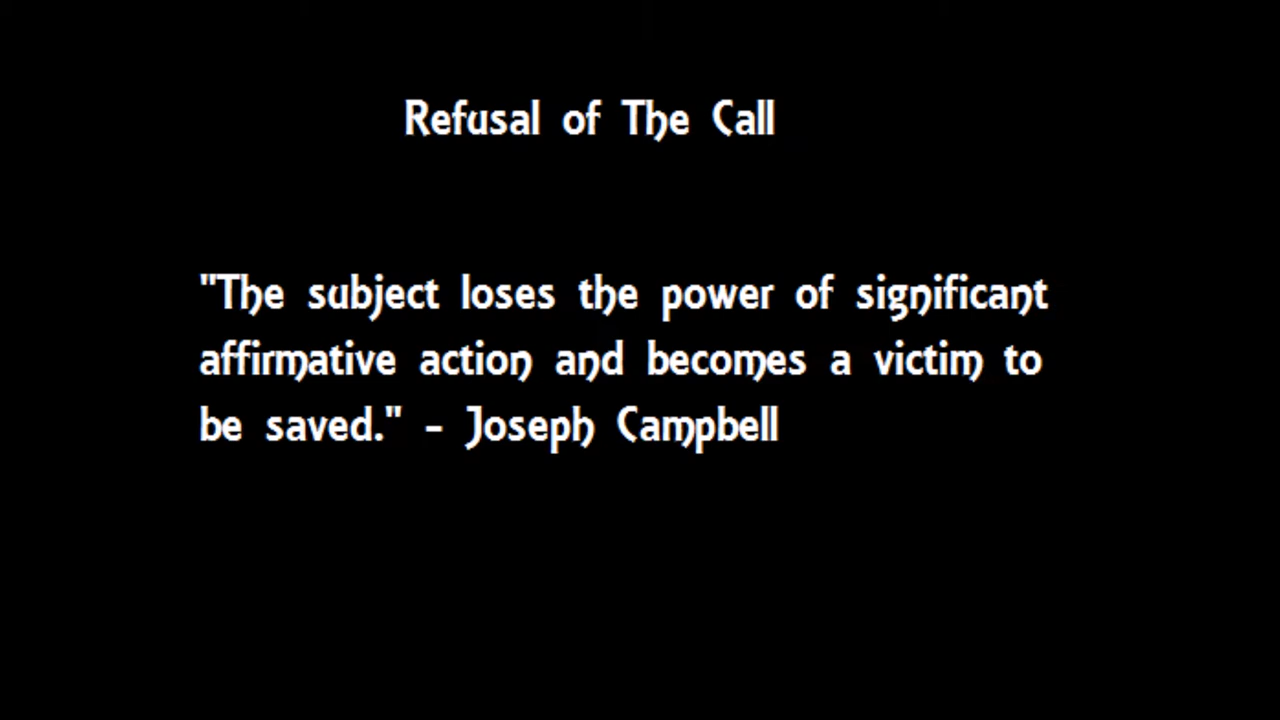 Refusal of The Call
"The subject loses the power of significant
affirmative action and becomes a victim to
be saved." - Joseph Campbell